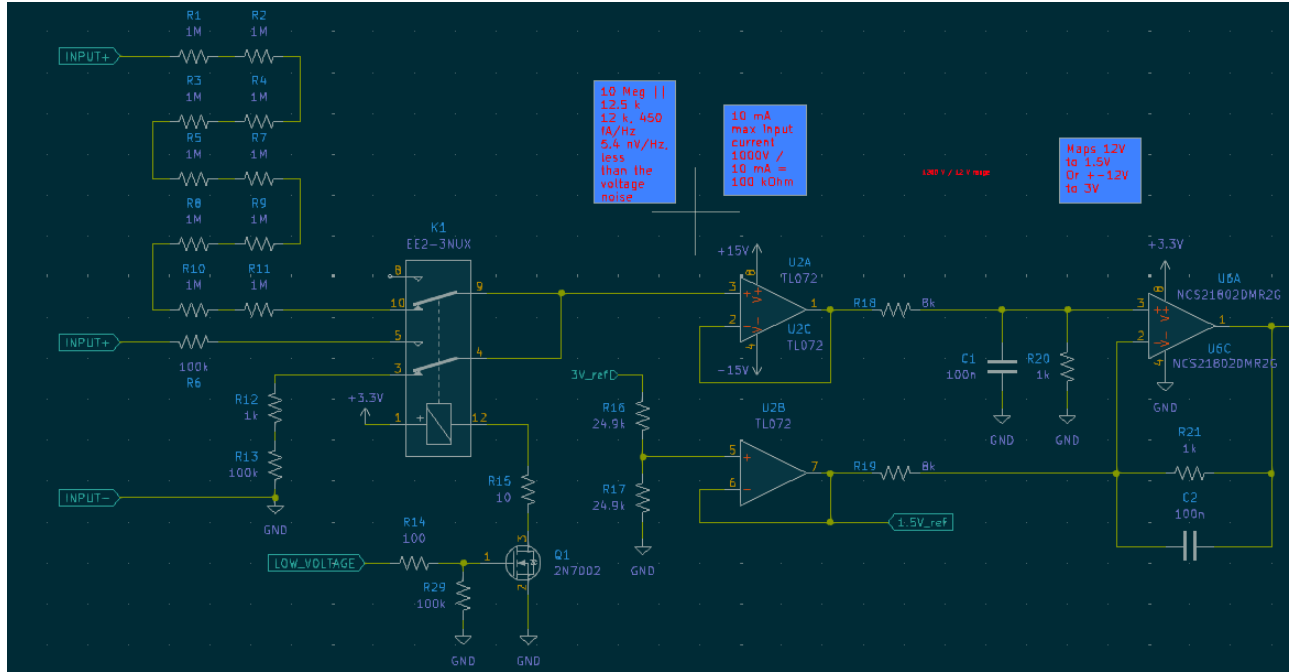 R1
1M
R2
1M
INPUT+
R3
1M
R4
1M
R5
1M
R7
1M
R8
1M
R9
1M
R10
1M
R11
1M
INPUT+
100k
R6
R12
1k
R13
100k
INPUT-
GND
K1
EE2-3NUX
8
9
10
5
4
3
+3.3V
1
+
12
R15
10
R14
100
LOW_VOLTAGE
R29
100k
GND
1
3
2
Q1
2N7002
GND
10 Meg ||
12.5 k
12 k, 450
fA/Hz
5.4 nV/Hz,
less
than the
voltage
noise
10 mA
max input
current
1000V /
10 mA =
100 kOhm
Maps 12V
to 1.5V
Or +-12V
to 3V
+15V
8
U2A
TL072
3
+
V+
1
2
-
V-
U2C
TL072
4
-15V
3V_ref
R16
24.9k
R17
24.9k
GND
U2B
TL072
5
+
7
6
-
1.5V_ref
R18
8k
C1
100n
R20
1k
GND
GND
R19
8k
+3.3V
8
U6A
NCS21802DMR2G
3
+
V+
1
2
-
V-
U6C
NCS21802DMR2G
4
GND
R21
1k
C2
100n